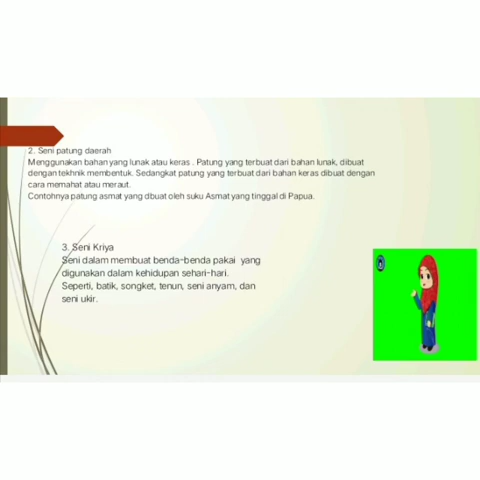 2. Seni patung daerah
Menggunakan bahan yang lunak atau keras . Patung yang terbuat dari bahan lunak, dibuat
dengan tekhnik membentuk. Sedangkat patung yang terbuat dari bahan keras dibuat dengan
cara memahat atau meraut.
Contohnya patung asmat yang dbuat oleh suku Asmat yang tinggal di Papua.
3. Seni Kriya
Seni dalam membuat benda-benda pakai yang
digunakan dalam kehidupan sehari-hari.
Seperti, batik, songket, tenun, seni anyam, dan
seni ukir.